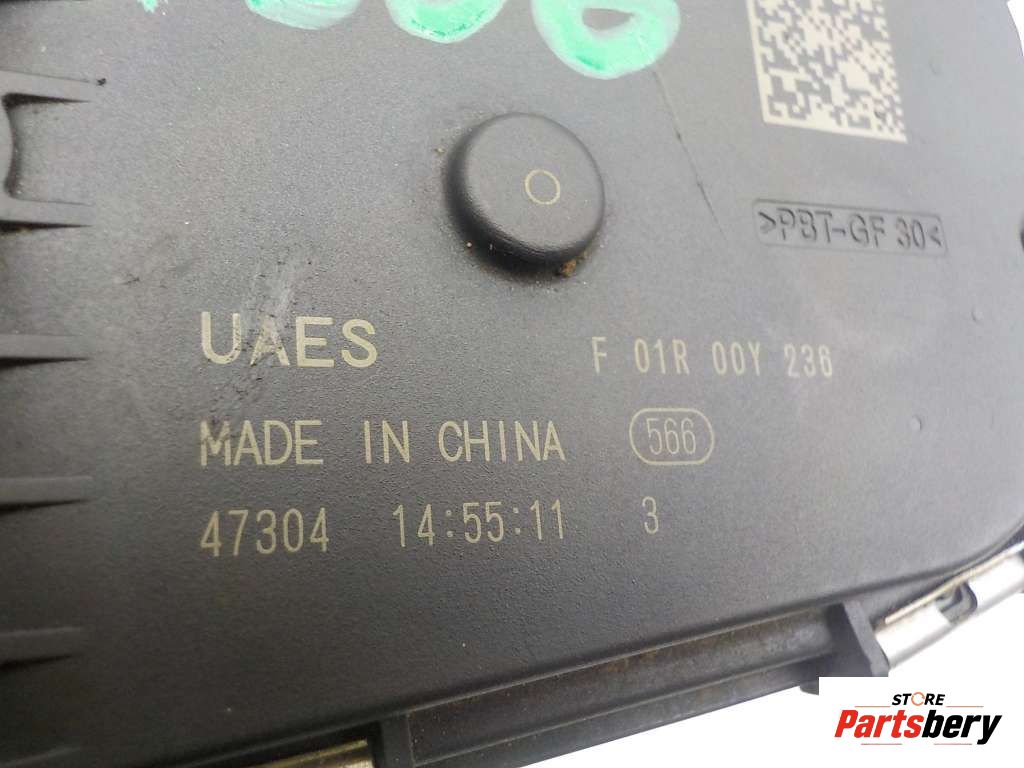 >PBT-GF 30<
UAES F 01R 00Y 236
MADE IN CHINA 566
47304 14:55:11 3
STORE
Partsbery